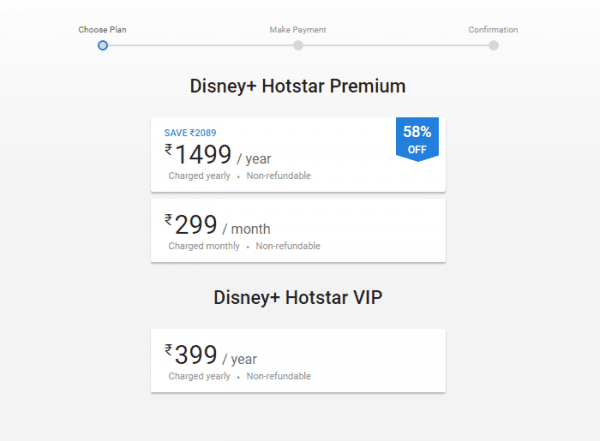 Choose Plan Make Payment Confirmation
Disney+ Hotstar Premium
SAVE ₹2089
58%
OFF
₹1499 / year
Charged yearly • Non-refundable
₹299 / month
Charged monthly • Non-refundable
Disney+ Hotstar VIP
₹399 / year
Charged yearly • Non-refundable